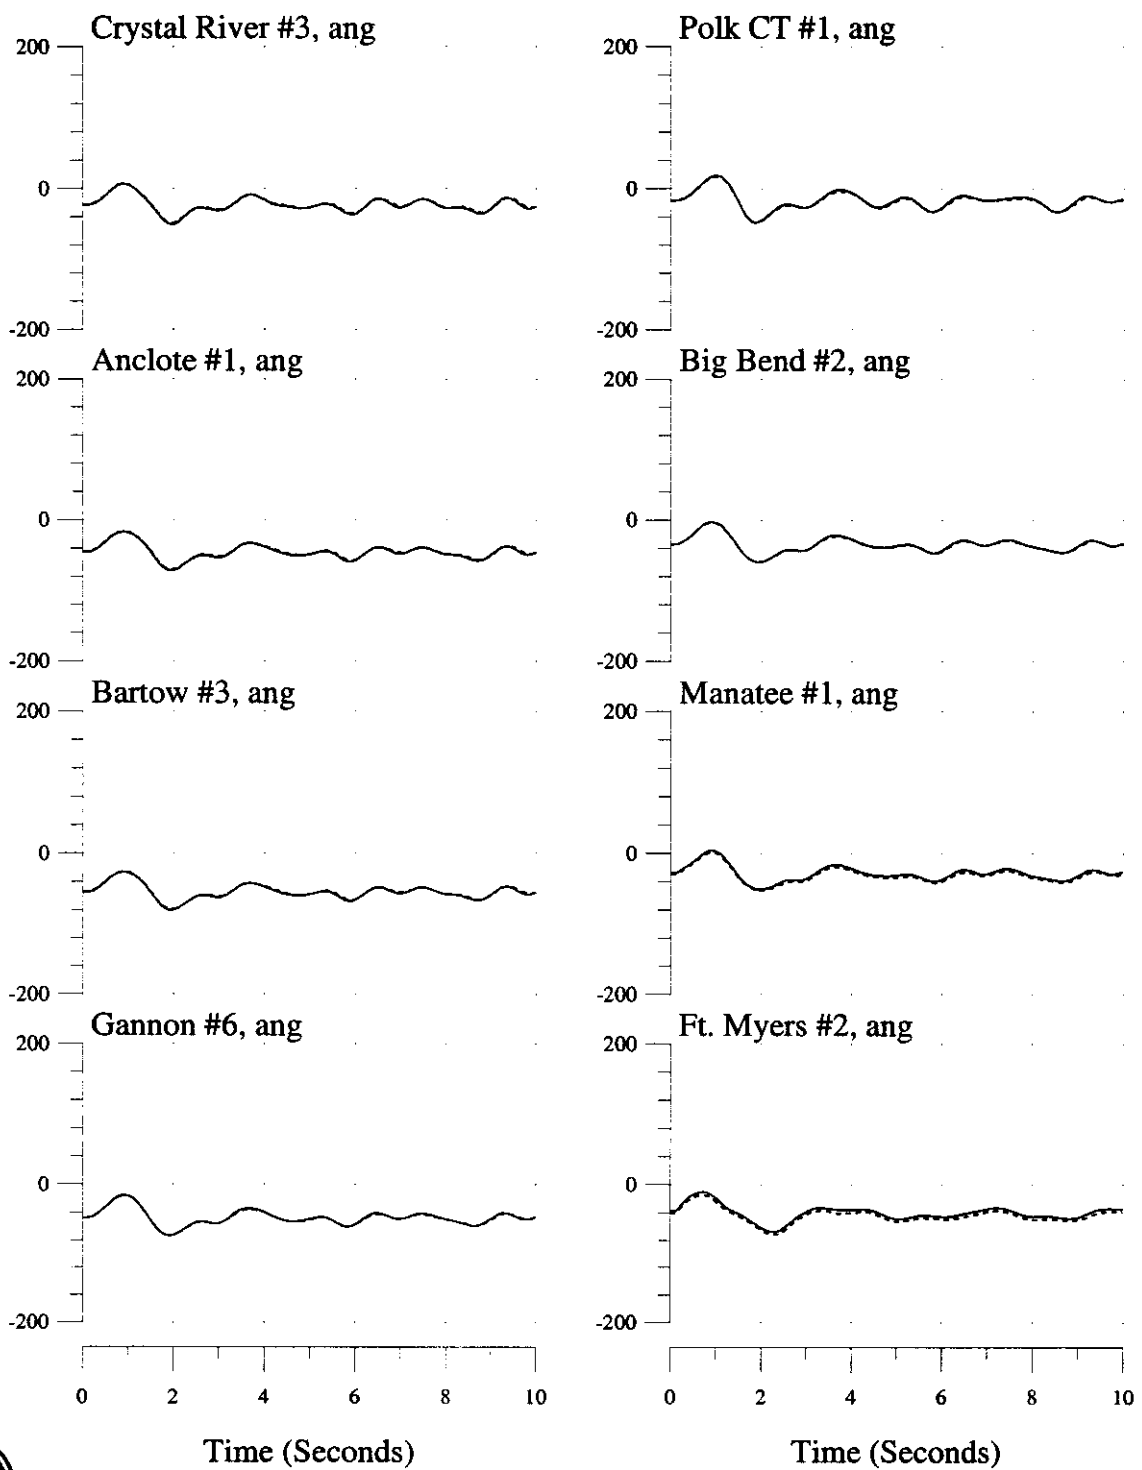 Crystal River #3, ang
200
0
-200
Anclote #1, ang
200
0
-200
Bartow #3, ang
200
0
-200
Gannon #6, ang
200
0
-200
0 2 4 6 8 10
Time (Seconds)
Polk CT #1, ang
200
0
-200
Big Bend #2, ang
200
0
-200
Manatee #1, ang
200
0
-200
Ft. Myers #2, ang
200
0
-200
0 2 4 6 8 10
Time (Seconds)